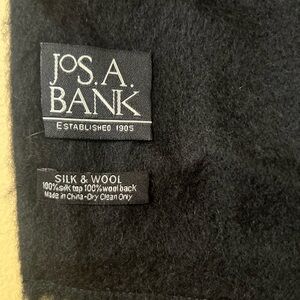 JOS. A.
BANK
ESTABLISHED 1905
SILK & WOOL
100% silk top 100% wool back
Made in China-Dry Clean Only